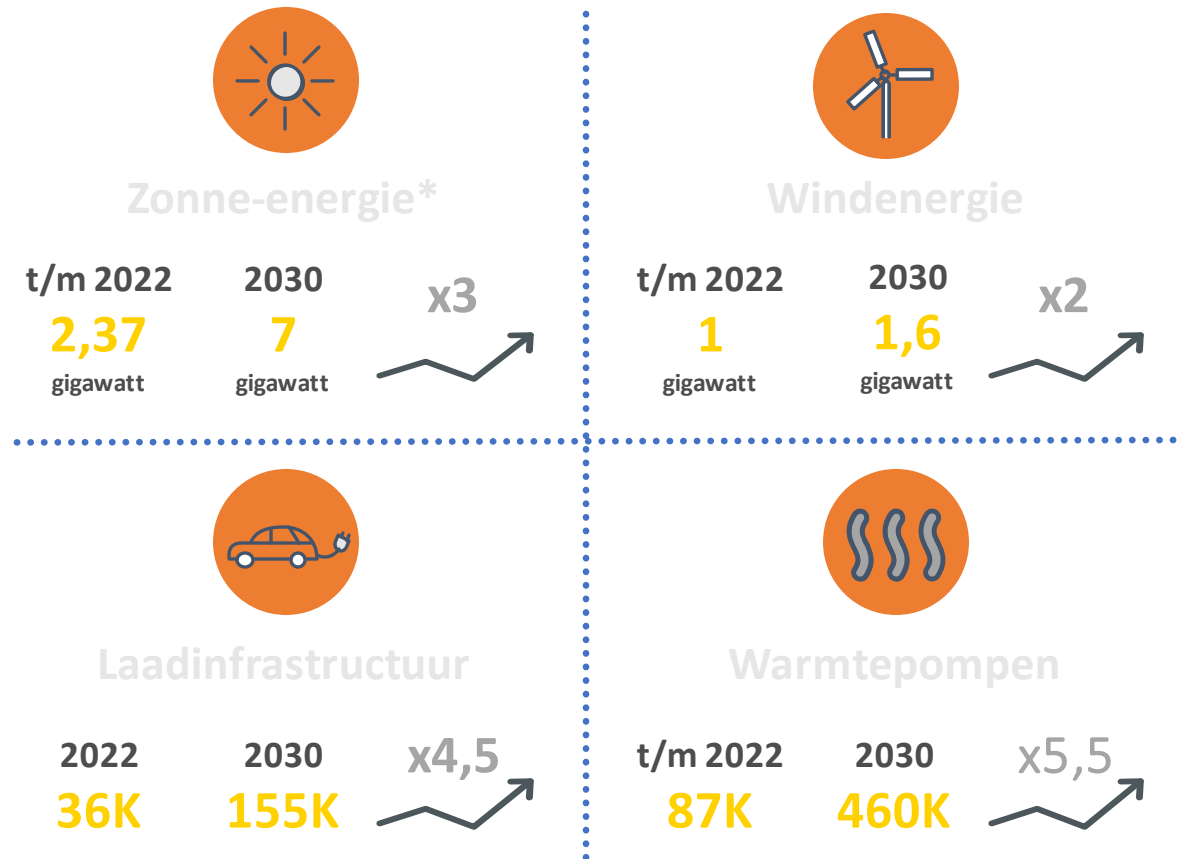 Zonne-energie*
t/m 2022 2030 x3
2,37 7
gigawatt gigawatt
Windenergie
t/m 2022 2030 x2
1 1,6
gigawatt gigawatt
Laadinfrastructuur
2022 2030 x4,5
36K 155K
Warmtepompen
t/m 2022 2030 x5,5
87K 460K